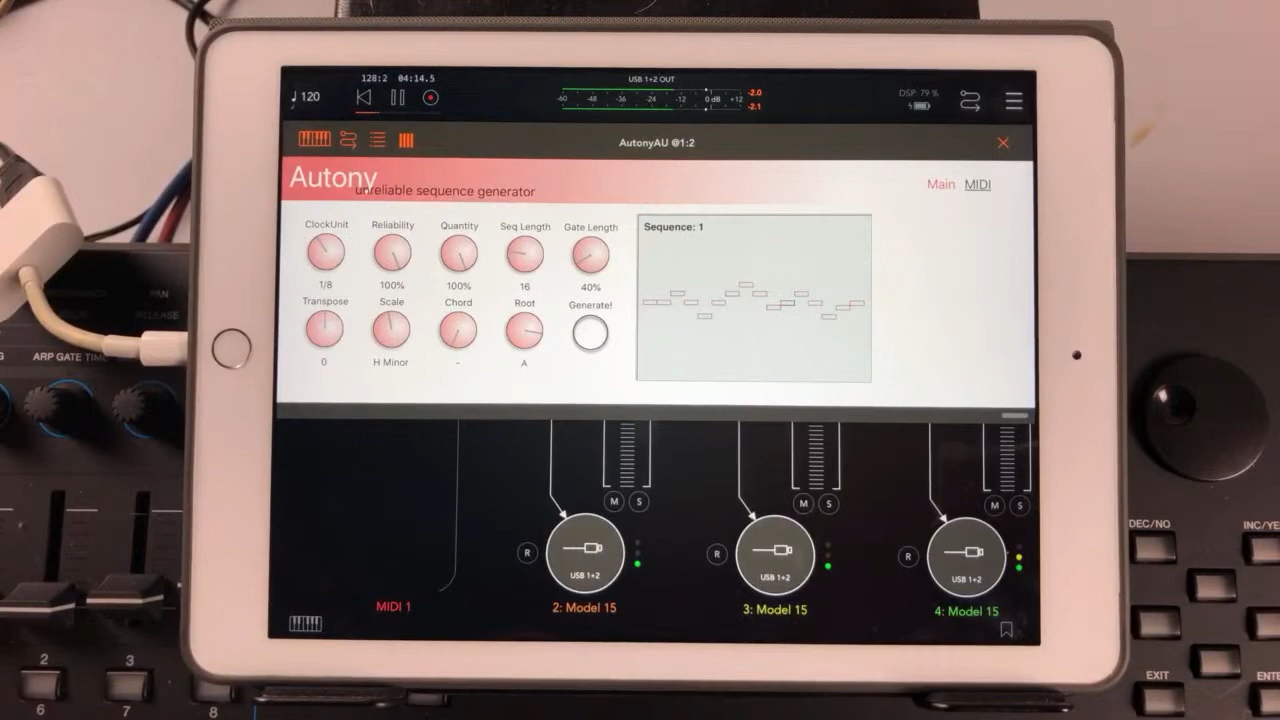 128:2 04:14.5
♩120
USB 1+2 OUT
-60 -48 -36 -24 -12 0 dB +12
-2.0
-2.1
DSP: 79 %
AutonyAU @1:2
Autony
unreliable sequence generator
Main MIDI
ClockUnit Reliability Quantity Seq Length Gate Length
1/8 100% 100% 16 40%
Transpose Scale Chord Root Generate!
0 H Minor - A
Sequence: 1
M S M S M S
R R R
USB 1+2 USB 1+2 USB 1+2
MIDI 1 2: Model 15 3: Model 15 4: Model 15
PAN
RELEASE
ARP GATE TIME
2 3
6 7 8
DEC/NO
EXIT